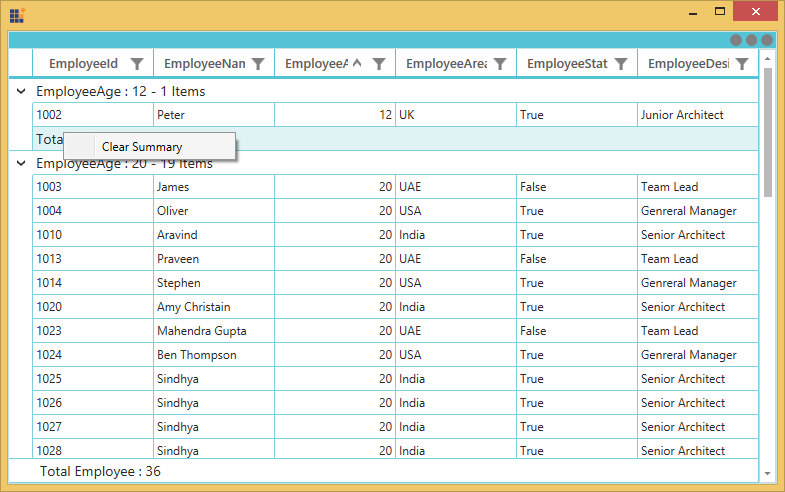 EmployeeId EmployeeNan EmployeeA EmployeeArea EmployeeStat EmployeeDesi
EmployeeAge : 12 - 1 Items
1002 Peter 12 UK True Junior Architect
Tota
Clear Summary
EmployeeAge : 20 - 19 Items
1003 James 20 UAE False Team Lead
1004 Oliver 20 USA True Genreral Manager
1010 Aravind 20 India True Senior Architect
1013 Praveen 20 UAE False Team Lead
1014 Stephen 20 USA True Genreral Manager
1020 Amy Christain 20 India True Senior Architect
1023 Mahendra Gupta 20 UAE False Team Lead
1024 Ben Thompson 20 USA True Genreral Manager
1025 Sindhya 20 India True Senior Architect
1026 Sindhya 20 India True Senior Architect
1027 Sindhya 20 India True Senior Architect
1028 Sindhya 20 India True Senior Architect
Total Employee : 36